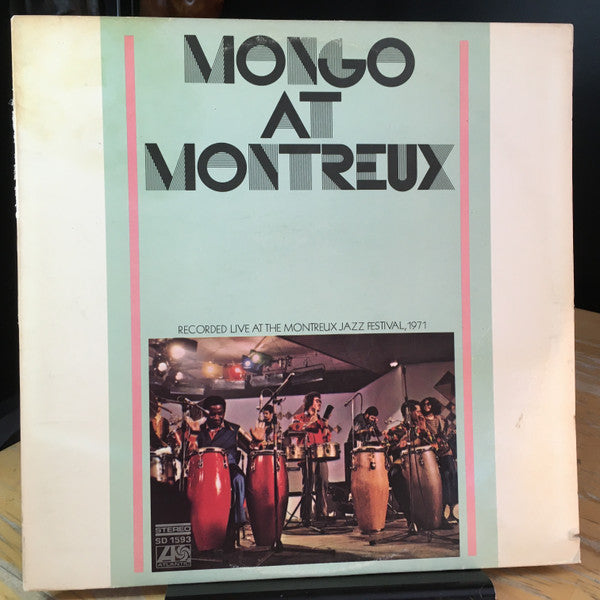 MONGO
AT
MONTREUX
RECORDED LIVE AT THE MONTREUX JAZZ FESTIVAL, 1971
STEREO
SD 1593
ATLANTIC